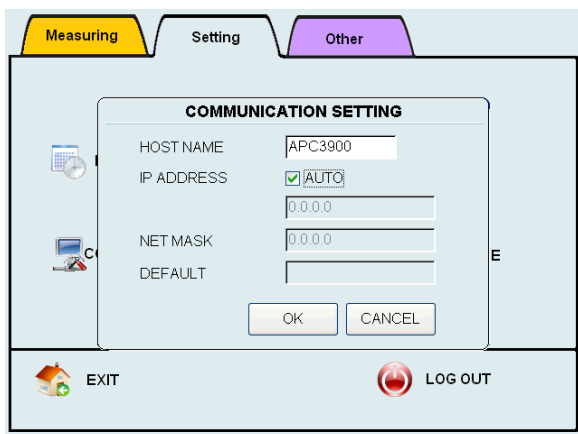 Measuring
Setting
Other
COMMUNICATION SETTING
HOST NAME
APC3900
IP ADDRESS
AUTO
0.0.0.0
NET MASK
0.0.0.0
DEFAULT
OK
CANCEL
EXIT
LOG OUT